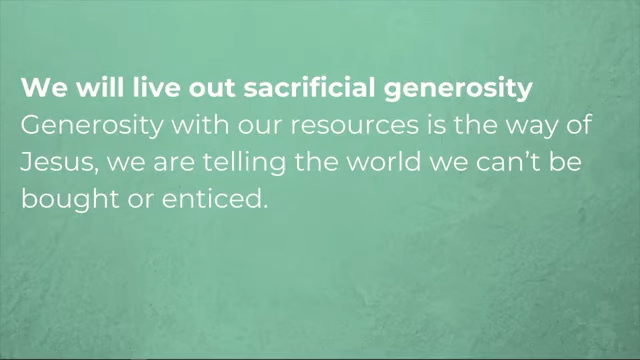 We will live out sacrificial generosity
Generosity with our resources is the way of
Jesus, we are telling the world we can’t be
bought or enticed.